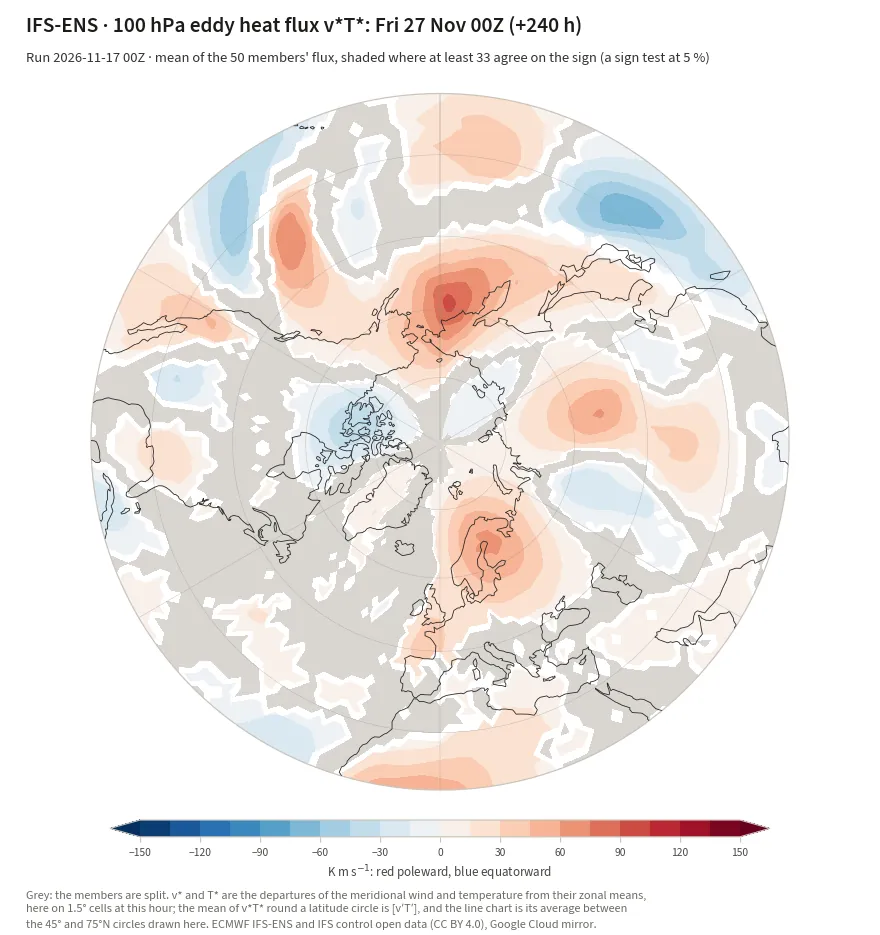 IFS-ENS · 100 hPa eddy heat flux v*T*: Fri 27 Nov 00Z (+240 h)
Run 2026-11-17 00Z · mean of the 50 members' flux, shaded where at least 33 agree on the sign (a sign test at 5 %)
−150 −120 −90 −60 −30 0 30 60 90 120 150
K m s⁻¹: red poleward, blue equatorward
Grey: the members are split. v* and T* are the departures of the meridional wind and temperature from their zonal means,
here on 1.5° cells at this hour; the mean of v*T* round a latitude circle is [v'T'], and the line chart is its average between
the 45° and 75°N circles drawn here. ECMWF IFS-ENS and IFS control open data (CC BY 4.0), Google Cloud mirror.